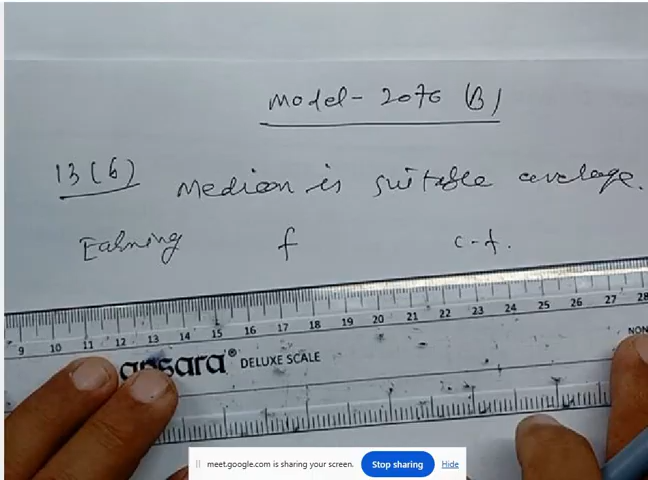 Model - 2076 (B)
13 (b) Median is suitable average.
Earning f c.f.
9 10 11 12 13 14 15 16 17 18 19 20 21 22 23 24 25 26 27 28
DELUXE SCALE
NON
meet.google.com is sharing your screen. Stop sharing Hide